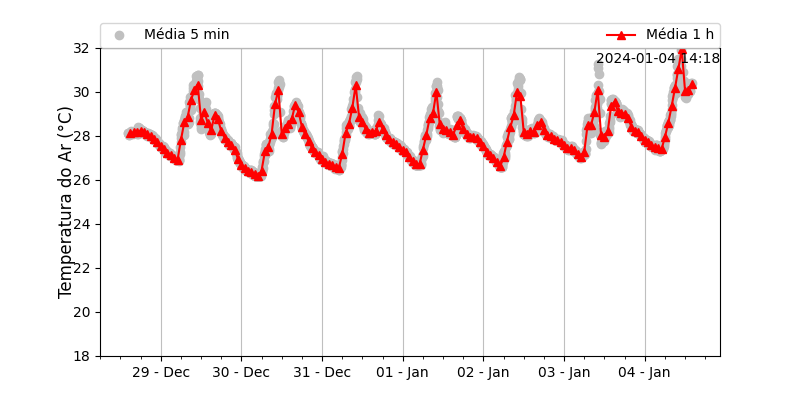 Média 5 min
Média 1 h
2024-01-04 14:18
Temperatura do Ar (°C)
32
30
28
26
24
22
20
18
29 - Dec
30 - Dec
31 - Dec
01 - Jan
02 - Jan
03 - Jan
04 - Jan